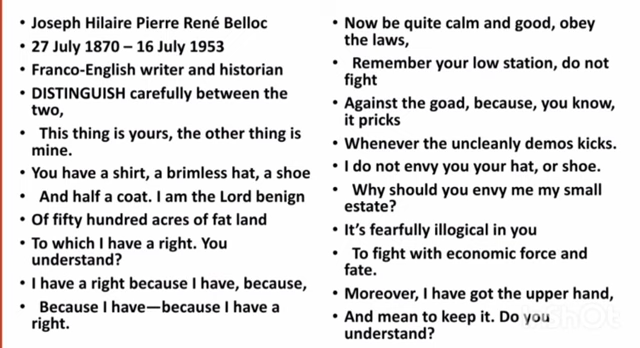 • Joseph Hilaire Pierre René Belloc
• 27 July 1870 – 16 July 1953
• Franco-English writer and historian
• DISTINGUISH carefully between the
two,
• This thing is yours, the other thing is
mine.
• You have a shirt, a brimless hat, a shoe
• And half a coat. I am the Lord benign
• Of fifty hundred acres of fat land
• To which I have a right. You
understand?
• I have a right because I have, because,
• Because I have—because I have a
right.
• Now be quite calm and good, obey
the laws,
• Remember your low station, do not
fight
• Against the goad, because, you know,
it pricks
• Whenever the uncleanly demos kicks.
• I do not envy you your hat, or shoe.
• Why should you envy me my small
estate?
• It's fearfully illogical in you
• To fight with economic force and
fate.
• Moreover, I have got the upper hand,
• And mean to keep it. Do you
understand?